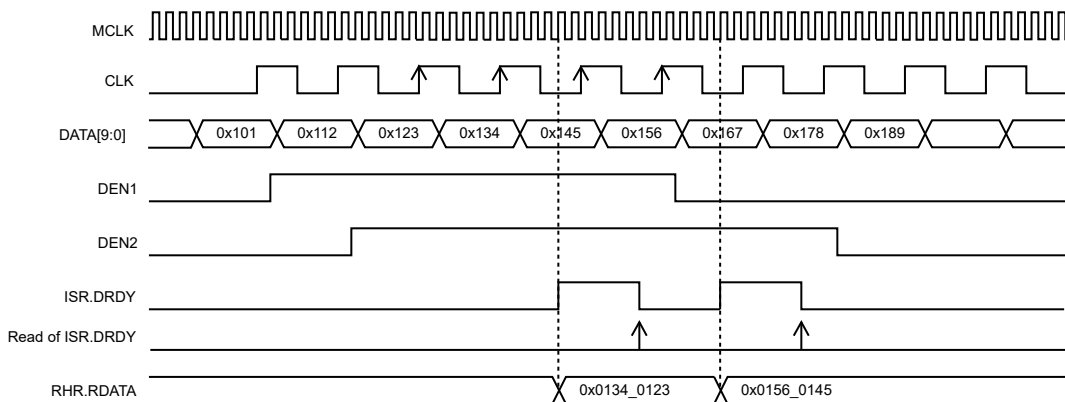 MCLK
CLK
DATA[9:0] 0x101 0x112 0x123 0x134 0x145 0x156 0x167 0x178 0x189
DEN1
DEN2
ISR.DRDY
Read of ISR.DRDY
RHR.RDATA 0x0134_0123 0x0156_0145